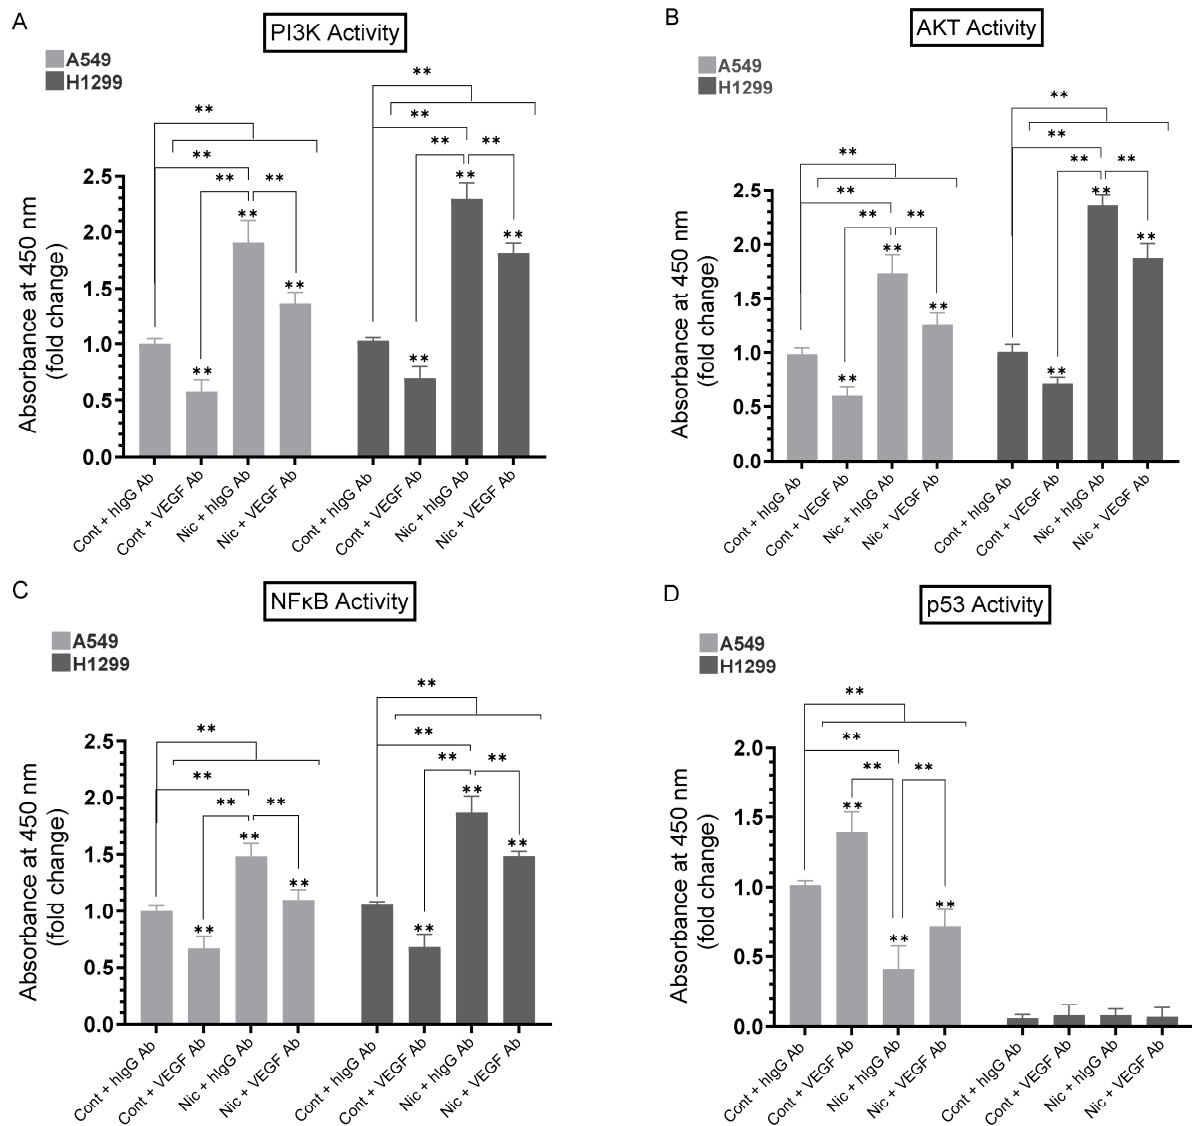 A
PI3K Activity
A549
H1299
** ** ** ** ** ** ** **
** ** ** ** ** **
Absorbance at 450 nm
(fold change)
2.5
2.0
1.5
1.0
0.5
0.0
Cont + hIgG Ab
Cont + VEGF Ab
Nic + hIgG Ab
Nic + VEGF Ab
Cont + hIgG Ab
Cont + VEGF Ab
Nic + hIgG Ab
Nic + VEGF Ab
B
AKT Activity
A549
H1299
** ** ** ** ** ** ** **
** ** ** ** ** **
Absorbance at 450 nm
(fold change)
2.5
2.0
1.5
1.0
0.5
0.0
Cont + hIgG Ab
Cont + VEGF Ab
Nic + hIgG Ab
Nic + VEGF Ab
Cont + hIgG Ab
Cont + VEGF Ab
Nic + hIgG Ab
Nic + VEGF Ab
C
NFκB Activity
A549
H1299
** ** ** ** ** ** ** **
** ** ** ** ** **
Absorbance at 450 nm
(fold change)
2.5
2.0
1.5
1.0
0.5
0.0
Cont + hIgG Ab
Cont + VEGF Ab
Nic + hIgG Ab
Nic + VEGF Ab
Cont + hIgG Ab
Cont + VEGF Ab
Nic + hIgG Ab
Nic + VEGF Ab
D
p53 Activity
A549
H1299
** ** ** **
** ** **
Absorbance at 450 nm
(fold change)
2.0
1.5
1.0
0.5
0.0
Cont + hIgG Ab
Cont + VEGF Ab
Nic + hIgG Ab
Nic + VEGF Ab
Cont + hIgG Ab
Cont + VEGF Ab
Nic + hIgG Ab
Nic + VEGF Ab